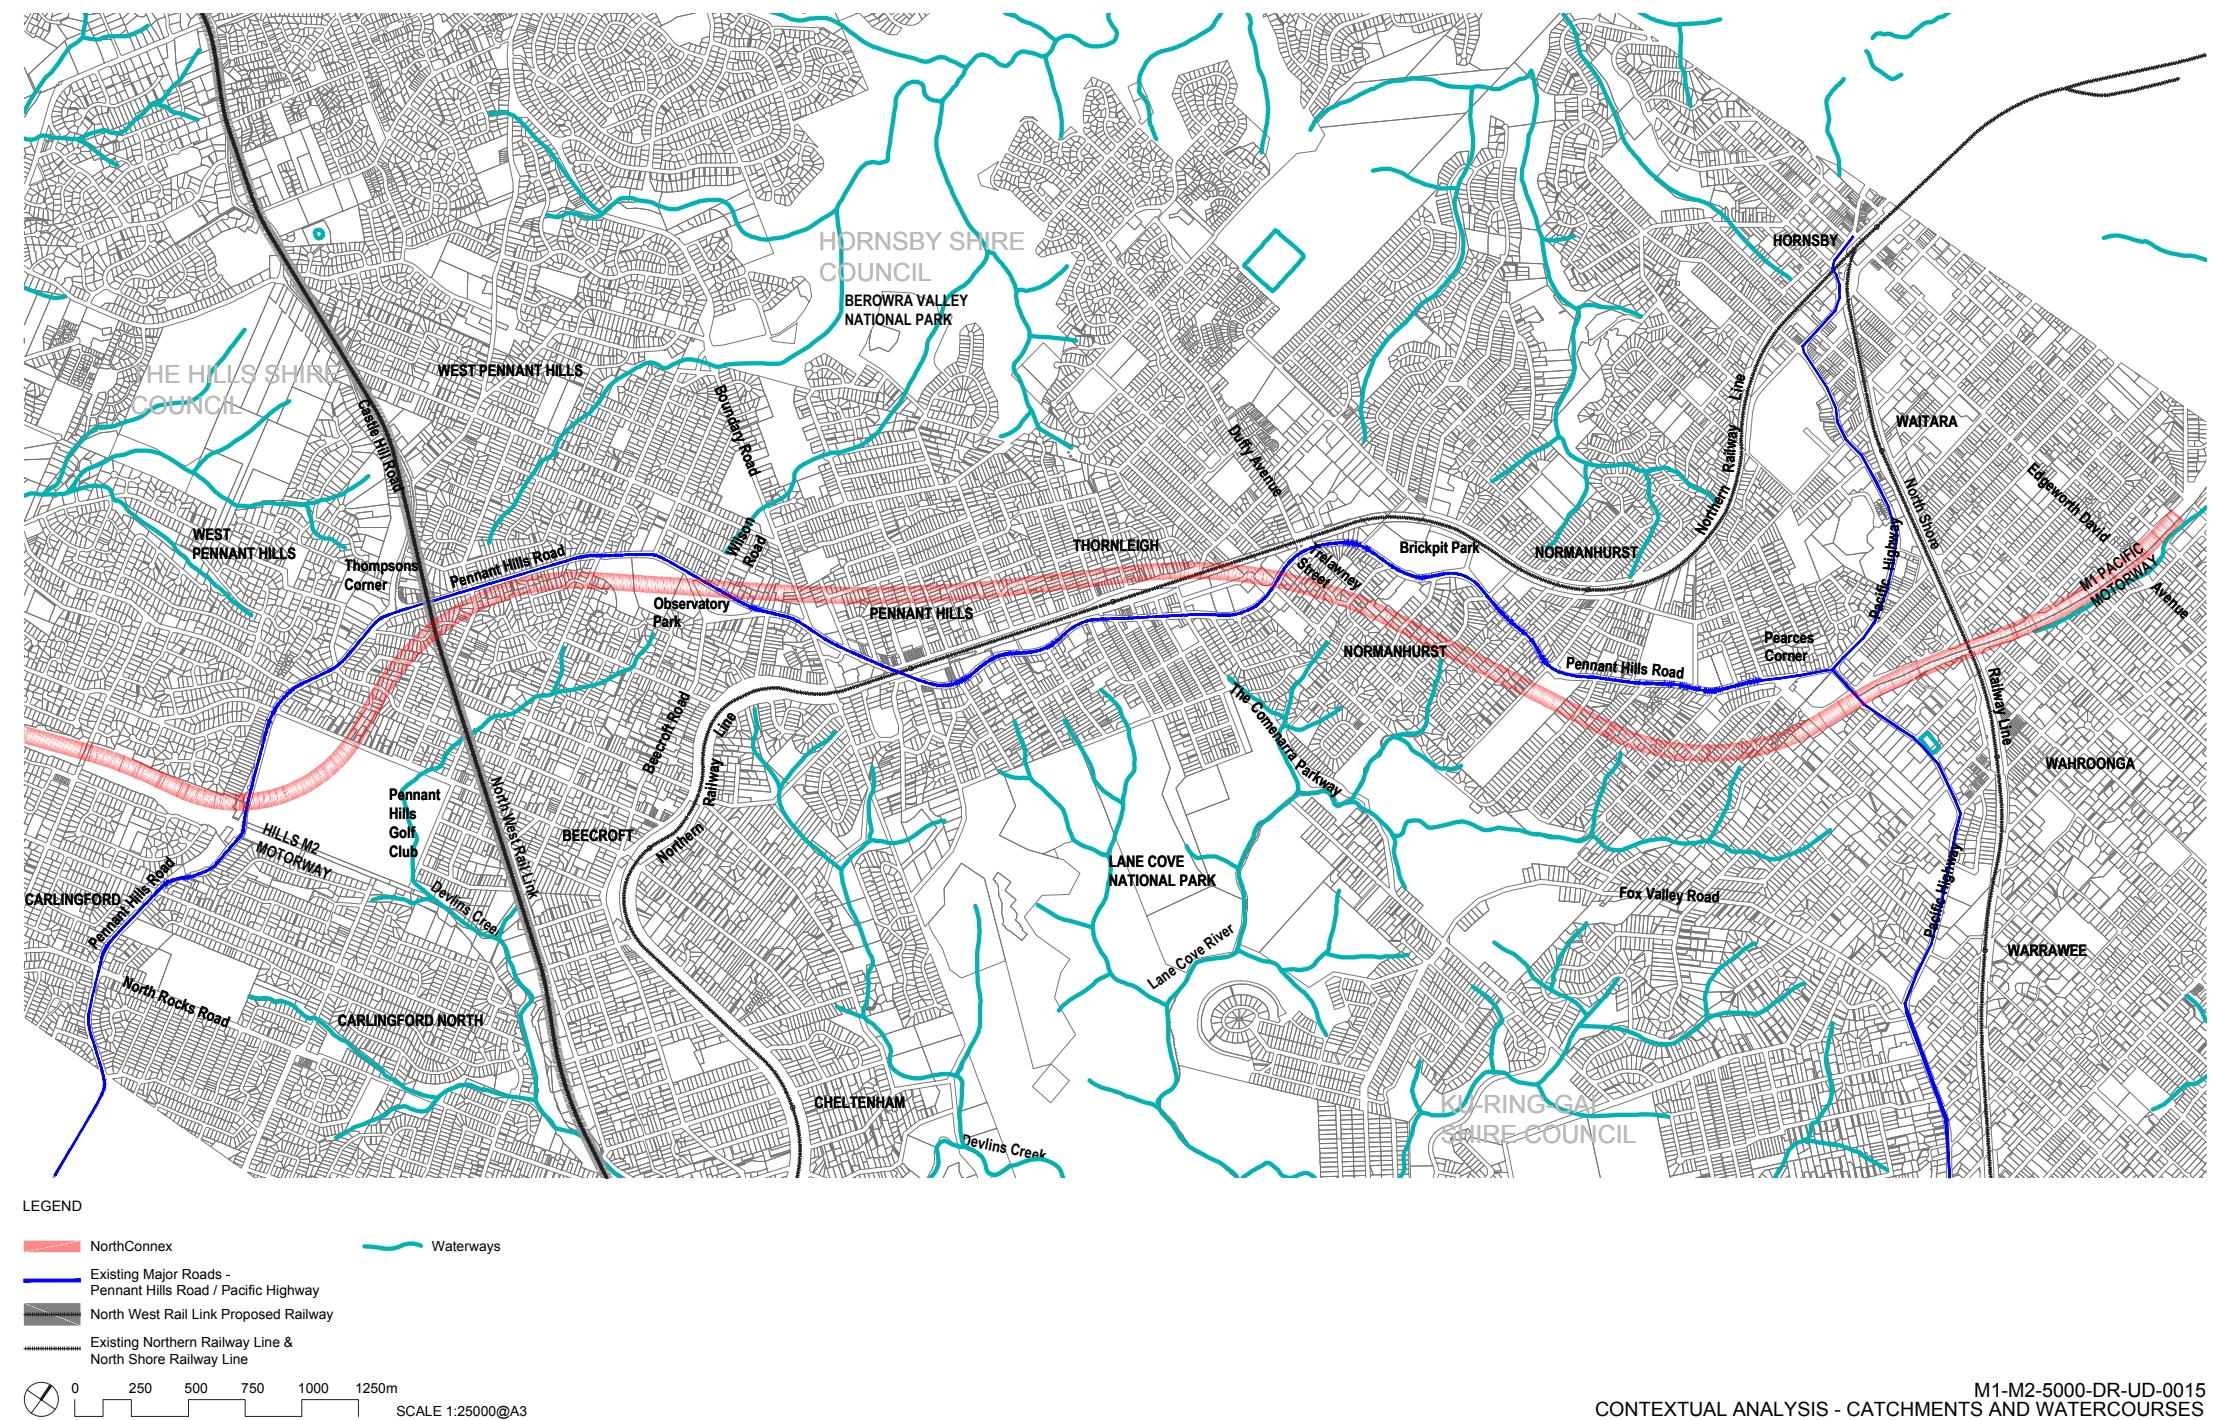 HORNSBY
HORNSBY SHIRE
COUNCIL
BEROWRA VALLEY
NATIONAL PARK
THE HILLS SHIRE
COUNCIL
WEST PENNANT HILLS
Castle Hill Road
Boundary Road
Duffy Avenue
Northern Railway Line
WAITARA
Edgeworth David
Avenue
North Shore
Railway Line
Pacific Highway
M1 PACIFIC
MOTORWAY
WEST
PENNANT HILLS
Thompsons
Corner
Pennant Hills Road
Wilson
Road
THORNLEIGH
Trelawney
Street
Brickpit Park
NORMANHURST
Observatory
Park
PENNANT HILLS
NORMANHURST
Pennant Hills Road
Pearces
Corner
Beecroft Road
The Comenarra Parkway
Northern
Railway
Line
WAHROONGA
Pennant
Hills
Golf
Club
North West Rail Link
BEECROFT
HILLS M2
MOTORWAY
CARLINGFORD
Pennant Hills Road
Devlins Creek
LANE COVE
NATIONAL PARK
Fox Valley Road
Pacific Highway
Lane Cove River
WARRAWEE
North Rocks Road
CARLINGFORD NORTH
CHELTENHAM
KU-RING-GAI
SHIRE COUNCIL
Devlins Creek
LEGEND
NorthConnex
Waterways
Existing Major Roads -
Pennant Hills Road / Pacific Highway
North West Rail Link Proposed Railway
Existing Northern Railway Line &
North Shore Railway Line
0 250 500 750 1000 1250m
SCALE 1:25000@A3
M1-M2-5000-DR-UD-0015
CONTEXTUAL ANALYSIS - CATCHMENTS AND WATERCOURSES